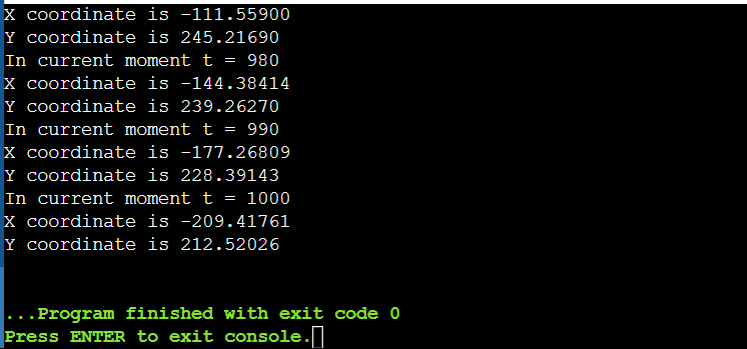 X coordinate is -111.55900
Y coordinate is 245.21690
In current moment t = 980
X coordinate is -144.38414
Y coordinate is 239.26270
In current moment t = 990
X coordinate is -177.26809
Y coordinate is 228.39143
In current moment t = 1000
X coordinate is -209.41761
Y coordinate is 212.52026
...Program finished with exit code 0
Press ENTER to exit console.